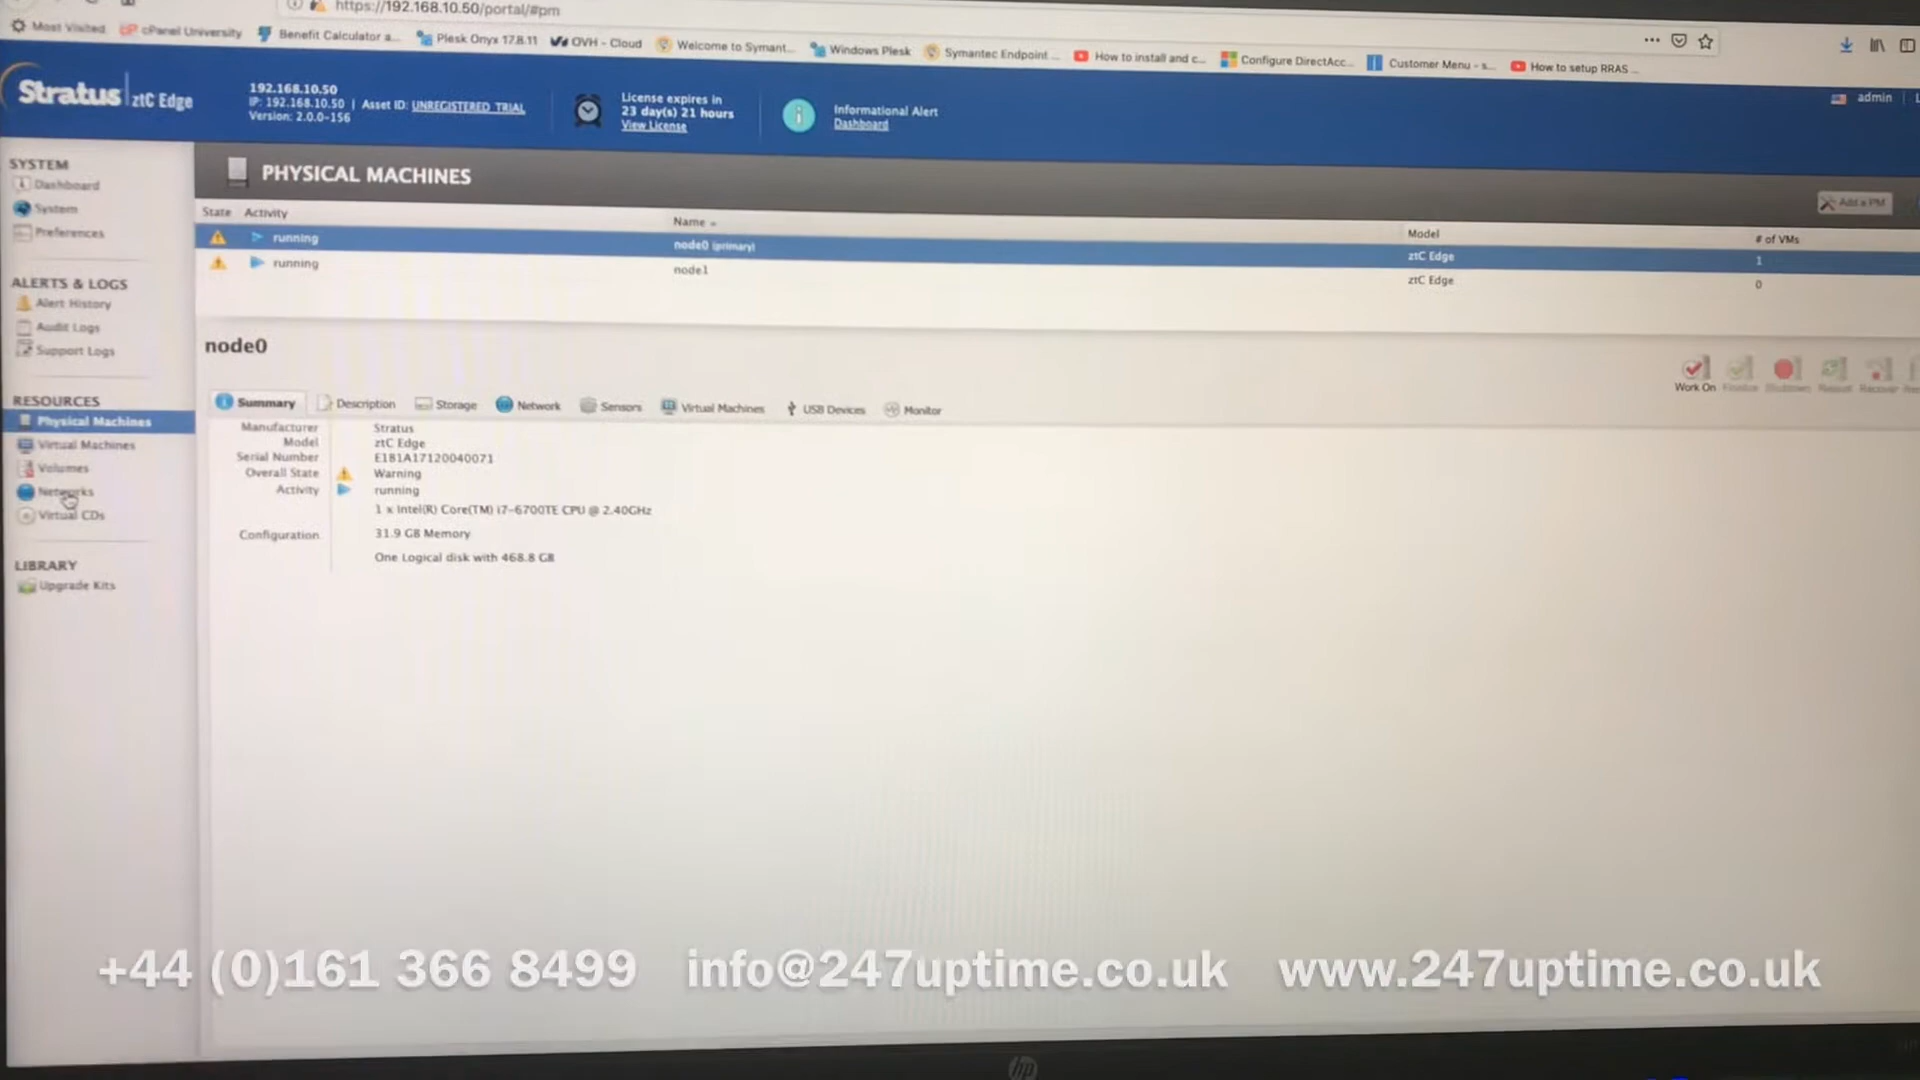 https://192.168.10.50/portal/#pm
Most Visited cPanel University Benefit Calculator a... Plesk Onyx 17.8.11 OVH - Cloud Welcome to Symant... Windows Plesk Symantec Endpoint ... How to install and c... Configure DirectAcc... Customer Menu - s... How to setup RRAS ...
Stratus ztC Edge
192.168.10.50
IP: 192.168.10.50 | Asset ID: UNREGISTERED TRIAL
Version: 2.0.0-156
License expires in
23 day(s) 21 hours
View License
Informational Alert
Dashboard
admin
SYSTEM
Dashboard
System
Preferences
ALERTS & LOGS
Alert History
Audit Logs
Support Logs
RESOURCES
Physical Machines
Virtual Machines
Volumes
Networks
Virtual CDs
LIBRARY
Upgrade Kits
PHYSICAL MACHINES
Add a PM
State Activity Name Model # of VMs
running node0 (primary) ztC Edge 1
running node1 ztC Edge 0
node0
Work On Finalize Shutdown Reboot Recover
Summary Description Storage Network Sensors Virtual Machines USB Devices Monitor
Manufacturer Stratus
Model ztC Edge
Serial Number E181A17120040071
Overall State Warning
Activity running
1 x Intel(R) Core(TM) i7-6700TE CPU @ 2.40GHz
Configuration 31.9 GB Memory
One Logical disk with 468.8 GB
+44 (0)161 366 8499 info@247uptime.co.uk www.247uptime.co.uk
hp